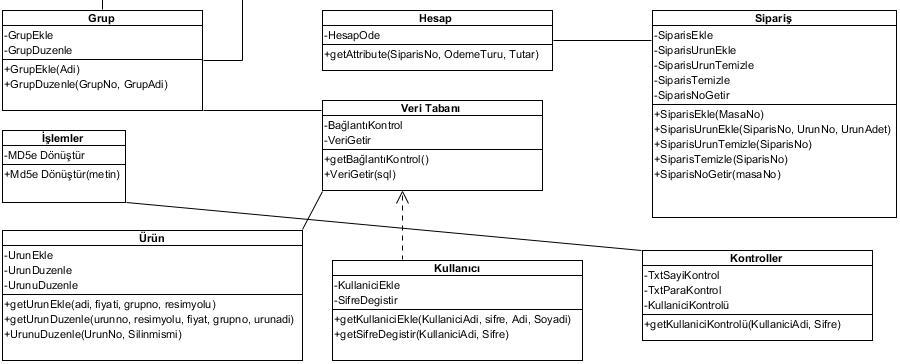 Grup
-GrupEkle
-GrupDuzenle
+GrupEkle(Adi)
+GrupDuzenle(GrupNo, GrupAdi)
Hesap
-HesapOde
+getAttribute(SiparisNo, OdemeTuru, Tutar)
Sipariş
-SiparisEkle
-SiparisUrunEkle
-SiparisUrunTemizle
-SiparisTemizle
-SiparisNoGetir
+SiparisEkle(MasaNo)
+SiparisUrunEkle(SiparisNo, UrunNo, UrunAdet)
+SiparisUrunTemizle(SiparisNo)
+SiparisTemizle(SiparisNo)
+SiparisNoGetir(masaNo)
Veri Tabanı
-BağlantıKontrol
-VeriGetir
+getBağlantıKontrol()
+VeriGetir(sql)
İşlemler
-MD5e Dönüştür
+Md5e Dönüştür(metin)
Ürün
-UrunEkle
-UrunDuzenle
-UrunuDuzenle
+getUrunEkle(adi, fiyati, grupno, resimyolu)
+getUrunDuzenle(urunno, resimyolu, fiyat, grupno, urunadi)
+UrunuDuzenle(UrunNo, Silinmismi)
Kullanıcı
-KullaniciEkle
-SifreDegistir
+getKullaniciEkle(KullaniciAdi, sifre, Adi, Soyadi)
+getSifreDegistir(KullaniciAdi, Sifre)
Kontroller
-TxtSayiKontrol
-TxtParaKontrol
-KullaniciKontrolü
+getKullaniciKontrolü(KullaniciAdi, Sifre)